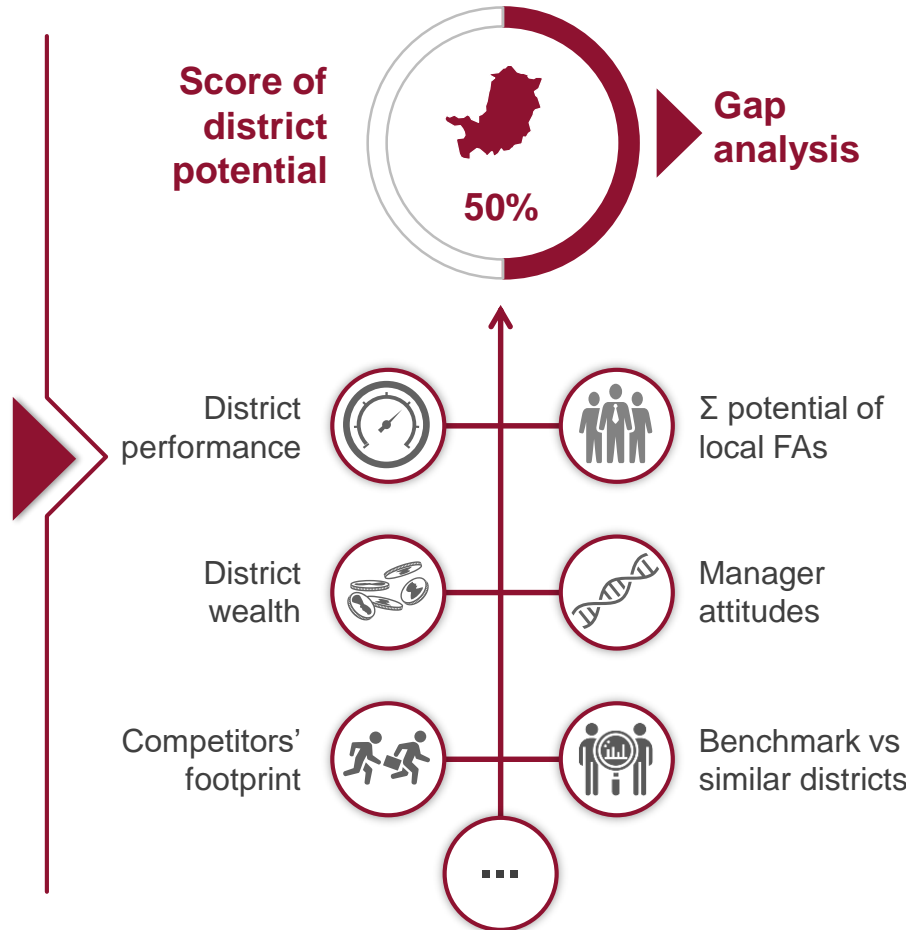 Score of
district
potential
50%
Gap
analysis
District
performance
Σ potential of
local FAs
District
wealth
Manager
attitudes
Competitors’
footprint
Benchmark vs
similar districts
...